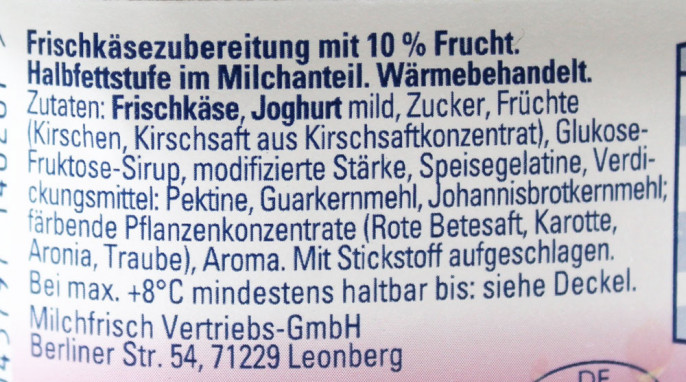 Frischkäsezubereitung mit 10 % Frucht.
Halbfettstufe im Milchanteil. Wärmebehandelt.
Zutaten: Frischkäse, Joghurt mild, Zucker, Früchte
(Kirschen, Kirschsaft aus Kirschsaftkonzentrat), Glukose-
Fruktose-Sirup, modifizierte Stärke, Speisegelatine, Verdi-
ckungsmittel: Pektine, Guarkernmehl, Johannisbrotkernmehl;
färbende Pflanzenkonzentrate (Rote Betesaft, Karotte,
Aronia, Traube), Aroma. Mit Stickstoff aufgeschlagen.
Bei max. +8°C mindestens haltbar bis: siehe Deckel.
Milchfrisch Vertriebs-GmbH
Berliner Str. 54, 71229 Leonberg
DE